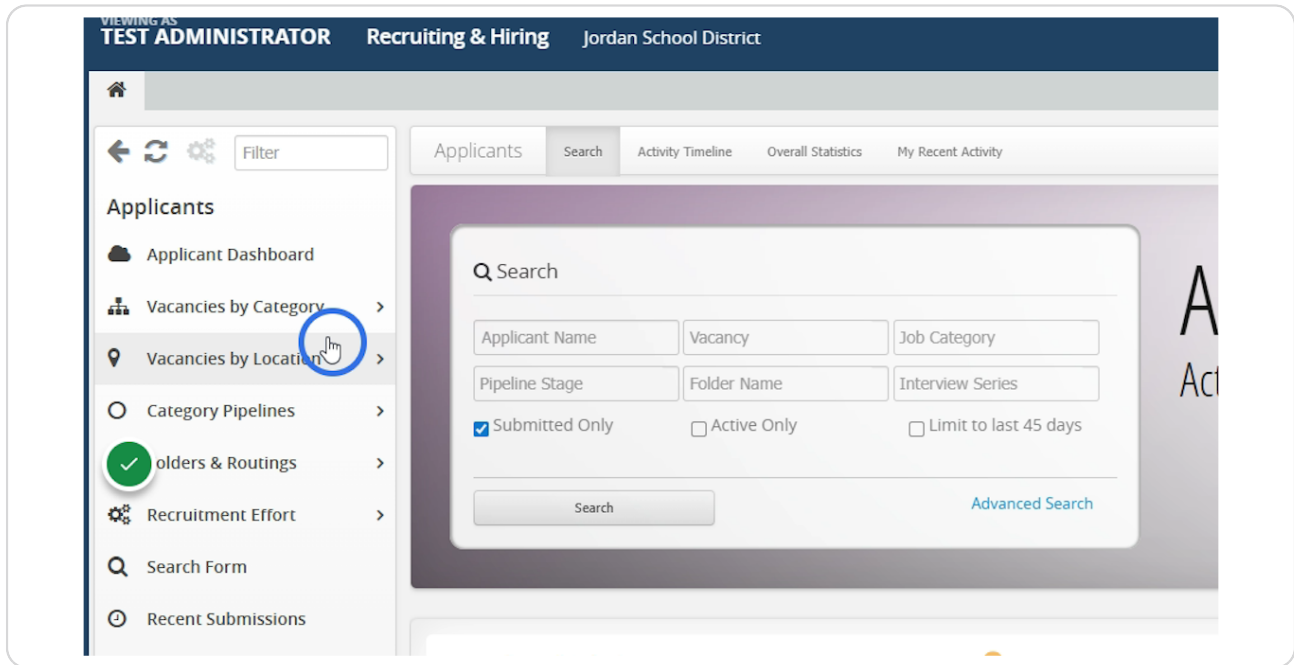 VIEWING AS
TEST ADMINISTRATOR Recruiting & Hiring Jordan School District
Filter
Applicants Search Activity Timeline Overall Statistics My Recent Activity
Applicants
Applicant Dashboard
Vacancies by Category
Vacancies by Location
Category Pipelines
olders & Routings
Recruitment Effort
Search Form
Recent Submissions
Search
Applicant Name Vacancy Job Category
Pipeline Stage Folder Name Interview Series
Submitted Only Active Only Limit to last 45 days
Search Advanced Search
A
Act